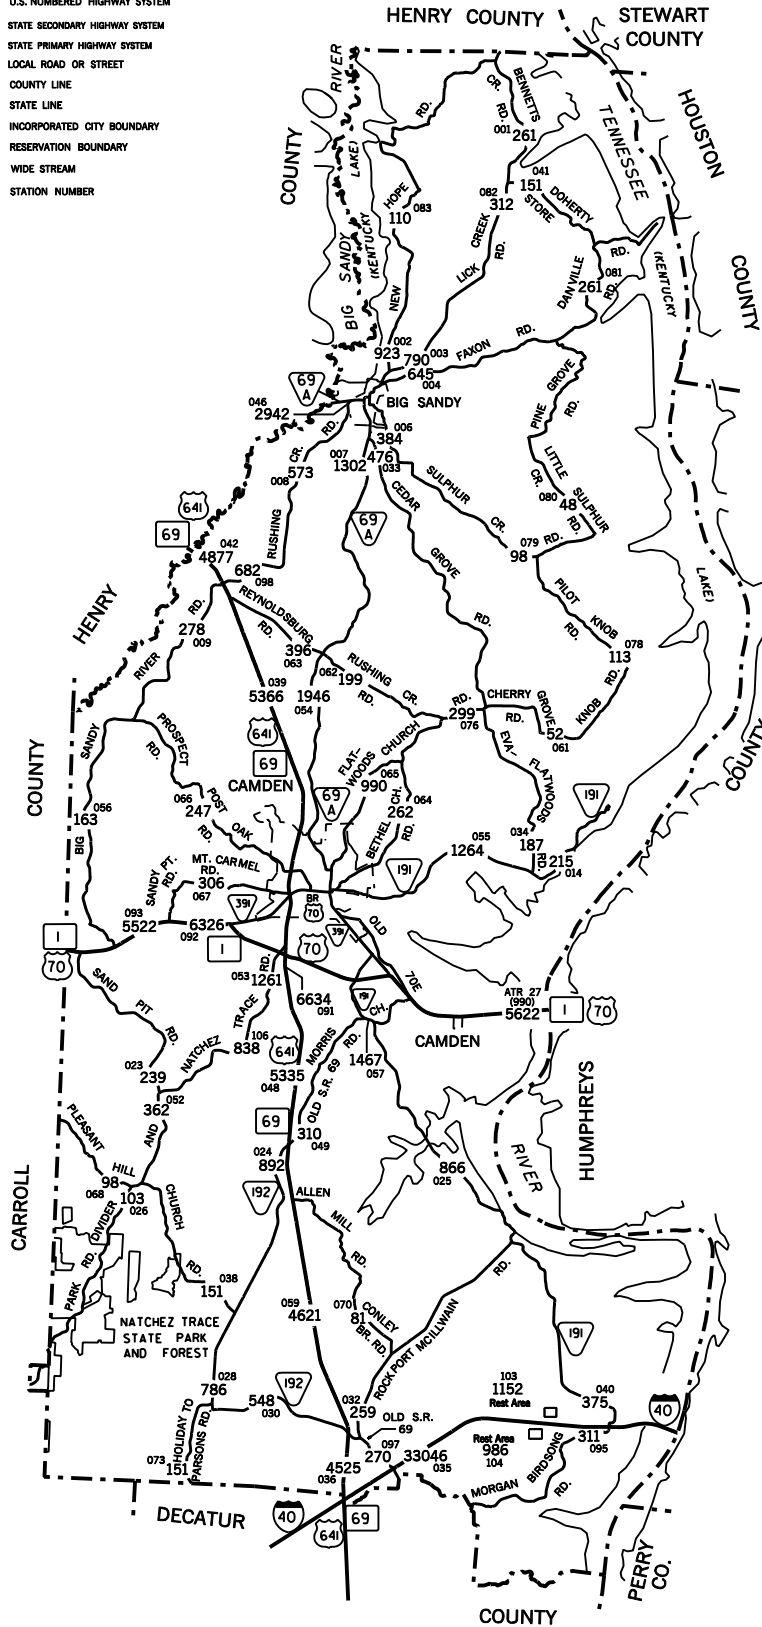 U.S. NUMBERED HIGHWAY SYSTEM
STATE SECONDARY HIGHWAY SYSTEM
STATE PRIMARY HIGHWAY SYSTEM
LOCAL ROAD OR STREET
COUNTY LINE
STATE LINE
INCORPORATED CITY BOUNDARY
RESERVATION BOUNDARY
WIDE STREAM
STATION NUMBER
HENRY COUNTY
STEWART
COUNTY
HOUSTON
COUNTY
RIVER
LAKE)
COUNTY
BIG SANDY
(KENTUCKY
RD.
CR.
BENNETTS
RD.
001
261
TENNESSEE
(KENTUCKY
LAKE)
041
151
STORE
DOHERTY
RD.
082
312
CREEK
LICK
RD.
HOPE
110
083
NEW
DANVILLE
261
081
RD.
002
923
790
003
645
004
FAXON
RD.
69
A
046
2942
BIG SANDY
006
384
007
1302
476
033
RD.
CR.
008
573
RUSHING
PINE GROVE
RD.
LITTLE
SULPHUR
CR.
080
48
RD.
SULPHUR
CR.
079
98
RD.
CEDAR
GROVE
RD.
69
A
641
69
042
4877
682
098
HENRY
RD.
278
009
RIVER
REYNOLDSBURG
RD.
396
063
062
199
RUSHING
CR.
RD.
RD.
PILOT
KNOB
RD.
078
113
RD.
KNOB
039
5366
1946
054
299
076
CHERRY
GROVE
RD.
52
061
SANDY
PROSPECT
RD.
641
69
CAMDEN
FLAT-
WOODS
CHURCH
065
990
EVA-
FLATWOODS
RD.
COUNTY
COUNTY
056
163
BIG
066
247
POST
OAK
RD.
69
A
BETHEL
CH.
RD.
064
262
191
055
1264
034
187
215
014
191
SANDY PT.
RD.
MT. CARMEL
RD.
306
067
391
BR
70
391
OLD
70E
093
5522
6326
092
1
70
1
70
SAND
PIT
RD.
053
1261
RD.
TRACE
6634
091
191
CH.
ATR 27
(990)
5622
1
70
CAMDEN
NATCHEZ
106
838
641
MORRIS
RD.
1467
057
5335
048
OLD S.R. 69
HUMPHREYS
023
239
052
362
AND
69
310
049
PLEASANT
HILL
CHURCH
RD.
024
892
RIVER
CARROLL
98
068
103
026
192
ALLEN
MILL
RD.
866
025
PARK
RD.
DIVIDER
038
151
RD.
059
4621
070
81
CONLEY
BR. RD.
ROCKPORT MCILLWAIN
NATCHEZ TRACE
STATE PARK
AND FOREST
191
028
786
548
030
192
032
259
OLD S.R.
69
103
1152
Rest Area
040
375
40
HOLIDAY TO
PARSONS RD.
073
151
097
270
33046
035
4525
036
Rest Area
986
104
311
095
BIRDSONG
RD.
MORGAN
DECATUR
40
641
69
PERRY
CO.
COUNTY